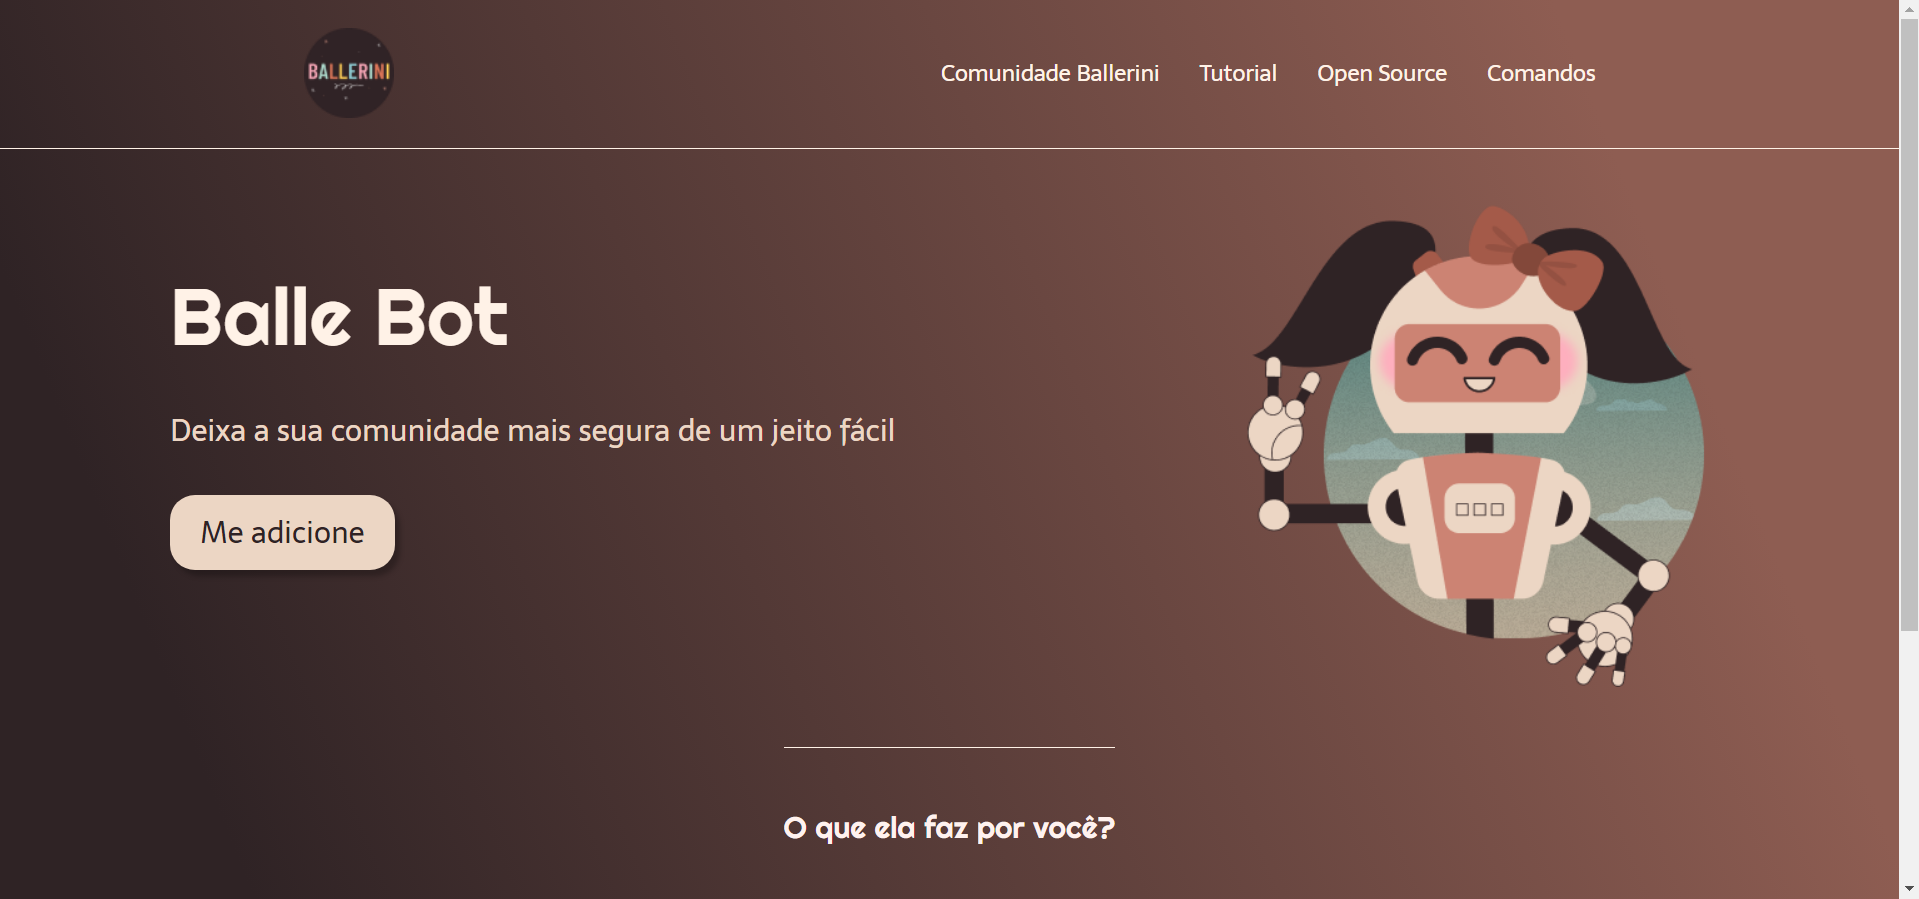 BALLERINI
Comunidade Ballerini Tutorial Open Source Comandos
Balle Bot
Deixa a sua comunidade mais segura de um jeito fácil
Me adicione
O que ela faz por você?